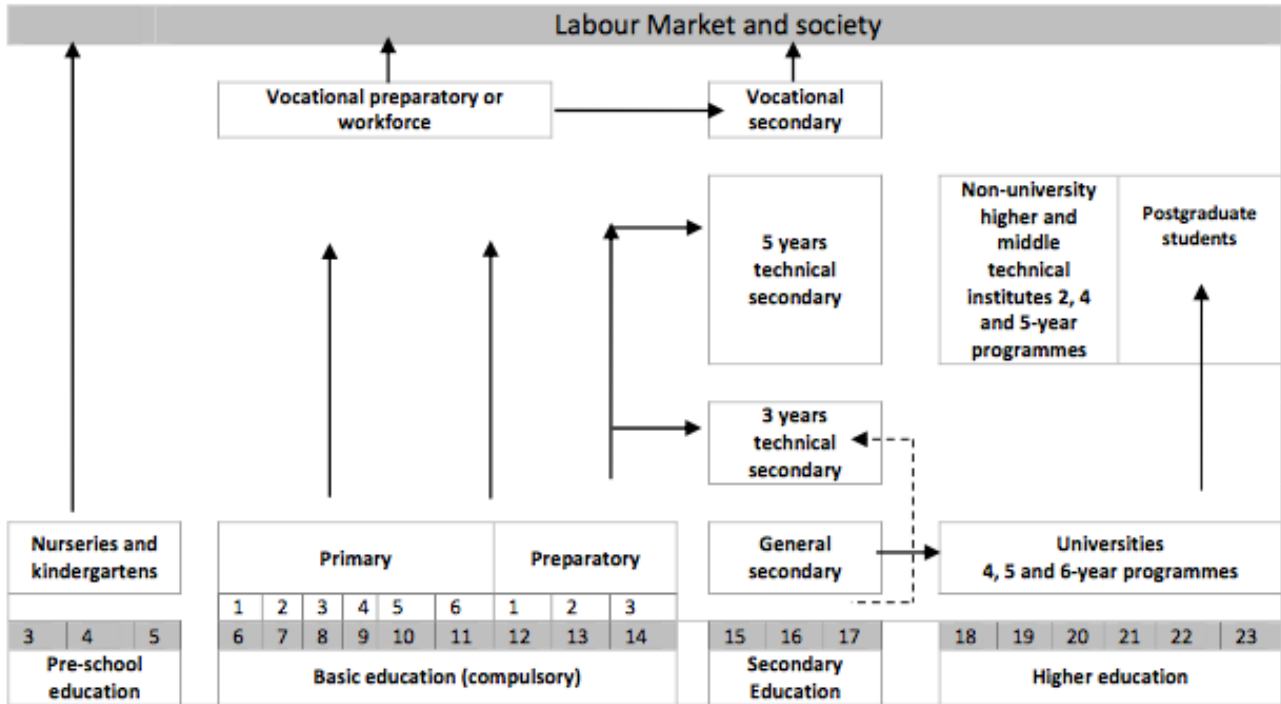 Labour Market and society
Vocational preparatory or
workforce
Vocational
secondary
5 years
technical
secondary
Non-university
higher and
middle
technical
institutes 2, 4
and 5-year
programmes
Postgraduate
students
3 years
technical
secondary
Nurseries and
kindergartens
Primary
Preparatory
General
secondary
Universities
4, 5 and 6-year programmes
1 2 3 4 5 6 1 2 3
3 4 5 6 7 8 9 10 11 12 13 14 15 16 17 18 19 20 21 22 23
Pre-school
education
Basic education (compulsory)
Secondary
Education
Higher education